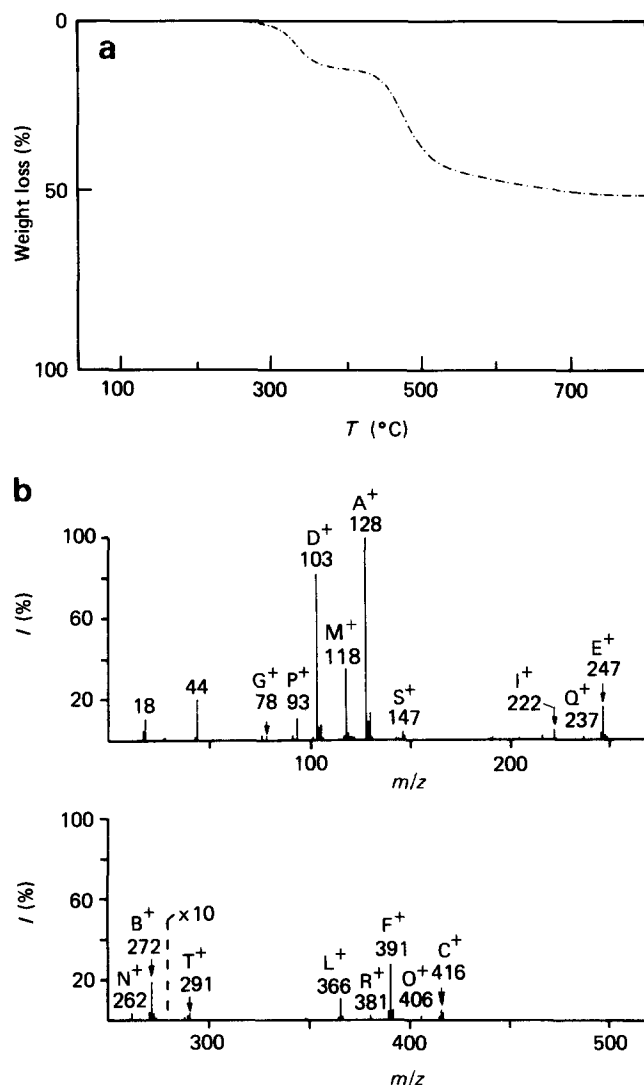 a
0
50
100
Weight loss (%)
100 300 500 700
T (°C)
b
100
60
20
I (%)
18
44
G+
78
P+
93
D+
103
M+
118
A+
128
S+
147
I+
222
Q+
237
E+
247
100 200
m/z
100
60
20
I (%)
N+
262
B+
272
x10
T+
291
L+
366
R+
381
F+
391
O+
406
C+
416
300 400 500
m/z